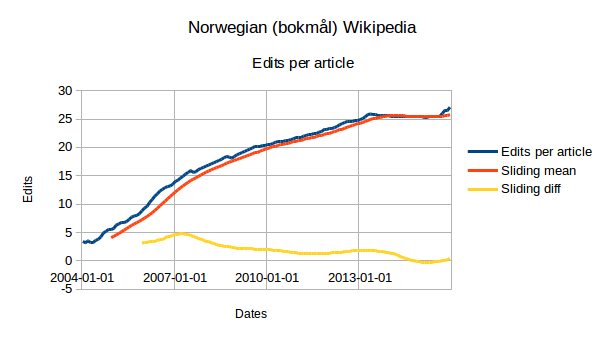 Norwegian (bokmål) Wikipedia
Edits per article
30
25
20
15
10
5
0
-5
Edits
2004-01-01 2007-01-01 2010-01-01 2013-01-01
Dates
Edits per article
Sliding mean
Sliding diff